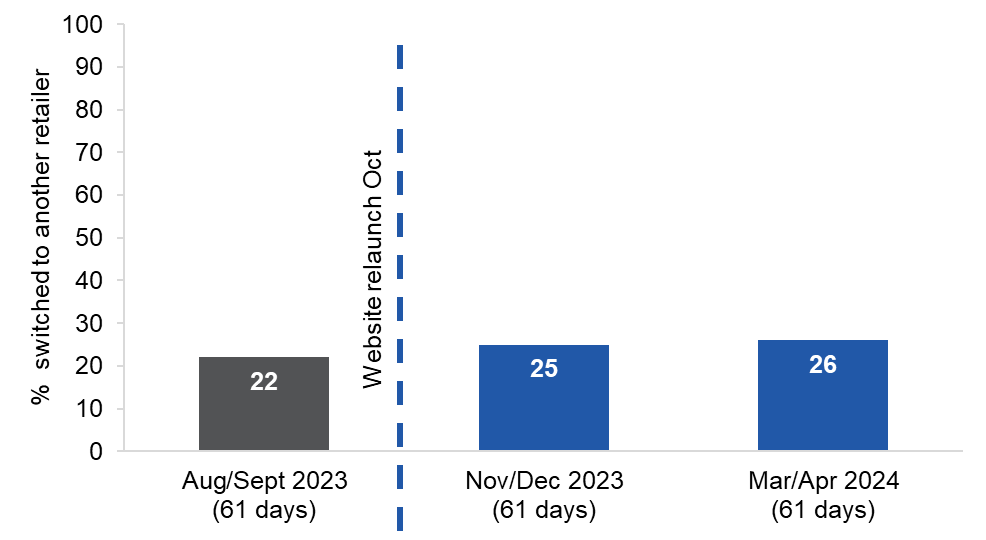 % switched to another retailer
100
90
80
70
60
50
40
30
20
10
0
Website relaunch Oct
22
25
26
Aug/Sept 2023
(61 days)
Nov/Dec 2023
(61 days)
Mar/Apr 2024
(61 days)